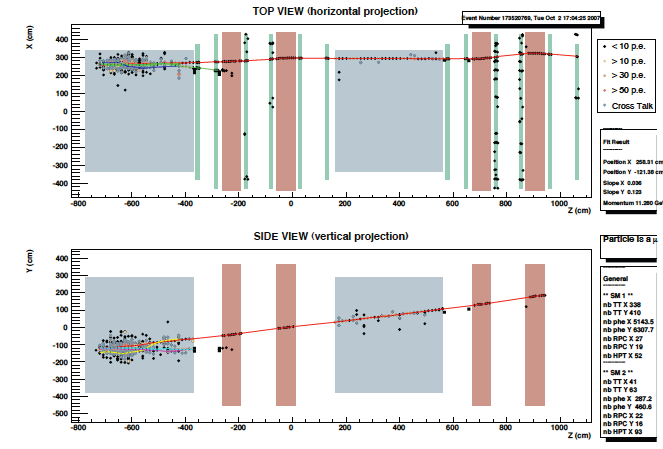 TOP VIEW (horizontal projection)
Event Number 173520769, Tue Oct 2 17:04:25 2007
X (cm)
400
300
200
100
0
-100
-200
-300
-400
-800 -600 -400 -200 0 200 400 600 800 1000
Z (cm)
< 10 p.e.
> 10 p.e.
> 30 p.e.
> 50 p.e.
Cross Talk
Fit Result
Position X 258.31 cm
Position Y -121.36 cm
Slope X 0.036
Slope Y 0.123
Momentum 11.260 GeV
SIDE VIEW (vertical projection)
Y (cm)
400
300
200
100
0
-100
-200
-300
400
-500
-800 -600 -400 -200 0 200 400 600 800 1000
Z (cm)
Particle is a μ
General
** SM 1 **
nb TT X 338
nb TT Y 410
nb phe X 5143.5
nb phe Y 6307.7
nb RPC X 27
nb RPC Y 19
nb HPT X 52
** SM 2 **
nb TT X 41
nb TT Y 63
nb phe X 287.2
nb phe Y 460.6
nb RPC X 22
nb RPC Y 16
nb HPT X 93